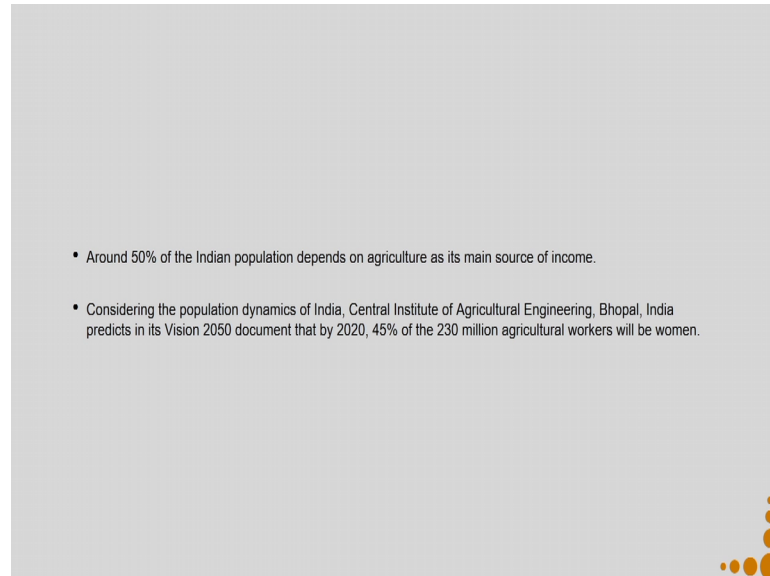 • Around 50% of the Indian population depends on agriculture as its main source of income.
• Considering the population dynamics of India, Central Institute of Agricultural Engineering, Bhopal, India
predicts in its Vision 2050 document that by 2020, 45% of the 230 million agricultural workers will be women.